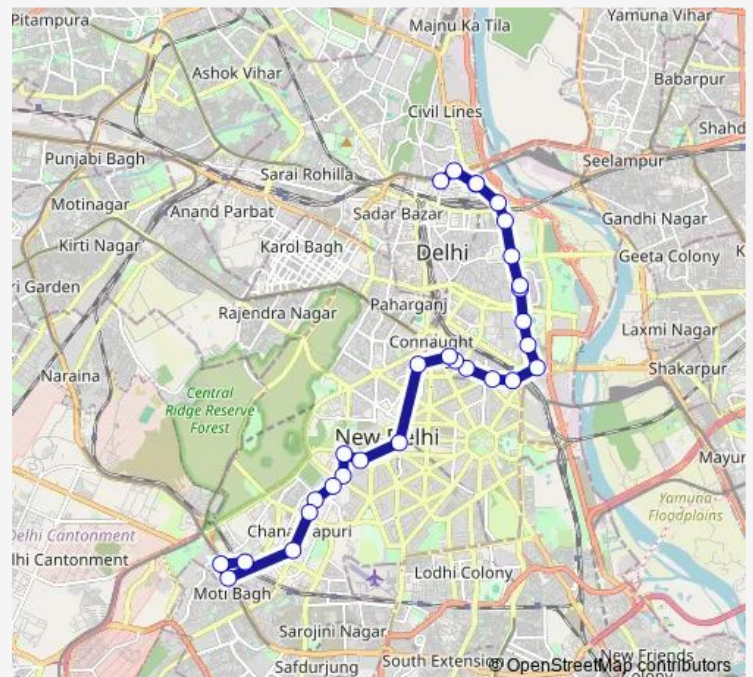 Pitampura
Majnu Ka Tila
Yamuna Vihar
Ashok Vihar
Babarpur
Civil Lines
Shahd
Punjabi Bagh
Seelampur
Sarai Rohilla
Motinagar
Anand Parbat
Sadar Bazar
Gandhi Nagar
Kirti Nagar
Karol Bagh
Delhi
Geeta Colony
K
ri Garden
Paharganj
Rajendra Nagar
Laxmi Nagar
Connaught
Naraina
Shakarpur
Central
Ridge Reserve
Forest
New Delhi
Mayur
Yamuna
Floodplains
Delhi Cantonment
Chanakyapuri
lhi Cantonment
Lodhi Colony
Moti Bagh
Sarojini Nagar
New Friends
Colony
Safdurjung
South Extension
© OpenStreetMap contributors